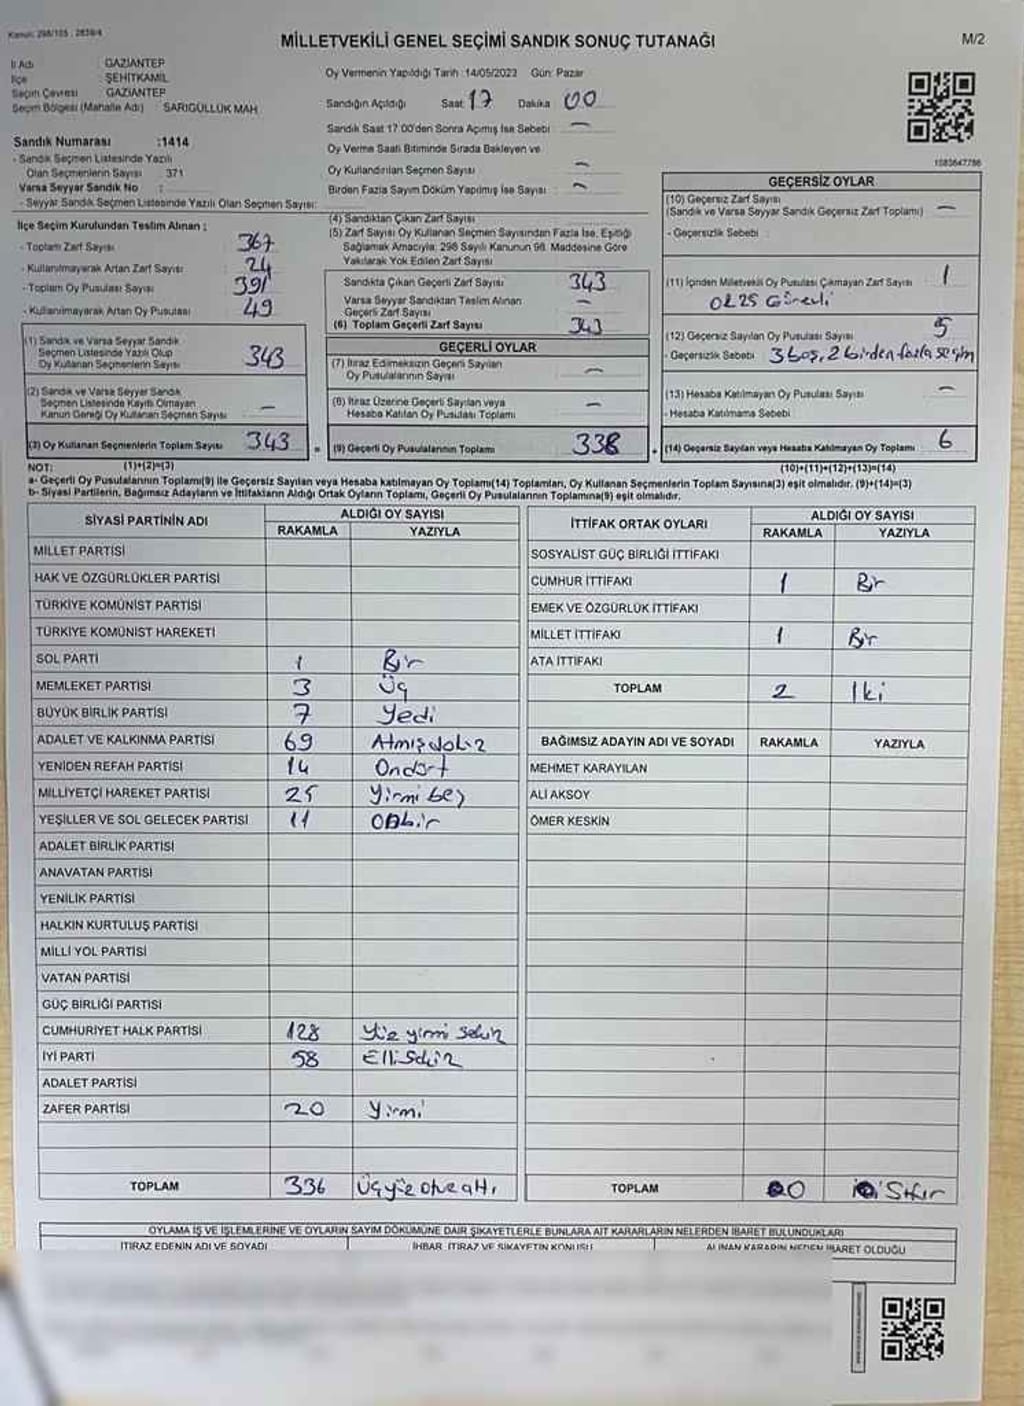 Kanun: 298/105 , 2839/4
MİLLETVEKİLİ GENEL SEÇİMİ SANDIK SONUÇ TUTANAĞI
M/2
İl Adı : GAZİANTEP
İlçe : ŞEHİTKAMİL
Seçim Çevresi : GAZİANTEP
Seçim Bölgesi (Mahalle Adı) : SARIGÜLLÜK MAH.
Sandık Numarası :1414
- Sandık Seçmen Listesinde Yazılı
Olan Seçmenlerin Sayısı : 371
Varsa Seyyar Sandık No :
- Seyyar Sandık Seçmen Listesinde Yazılı Olan Seçmen Sayısı:
Oy Vermenin Yapıldığı Tarih :14/05/2023 Gün: Pazar
Sandığın Açıldığı Saat 17 Dakika 00
Sandık Saat 17.00'den Sonra Açılmış İse Sebebi : —
Oy Verme Saati Bitiminde Sırada Bekleyen ve
Oy Kullandırılan Seçmen Sayısı : —
Birden Fazla Sayım Döküm Yapılmış İse Sayısı : —
1583647786
İlçe Seçim Kurulundan Teslim Alınan ;
- Toplam Zarf Sayısı : 367
- Kullanılmayarak Artan Zarf Sayısı : 24
- Toplam Oy Pusulası Sayısı : 391
- Kullanılmayarak Artan Oy Pusulası : 49
(1) Sandık ve Varsa Seyyar Sandık
Seçmen Listesinde Yazılı Olup
Oy Kullanan Seçmenlerin Sayısı 343
(2) Sandık ve Varsa Seyyar Sandık
Seçmen Listesinde Kayıtlı Olmayan
Kanun Gereği Oy Kullanan Seçmen Sayısı —
(3) Oy Kullanan Seçmenlerin Toplam Sayısı 343
(4) Sandıktan Çıkan Zarf Sayısı
(5) Zarf Sayısı Oy Kullanan Seçmen Sayısından Fazla İse, Eşitliği
Sağlamak Amacıyla; 298 Sayılı Kanunun 98. Maddesine Göre
Yakılarak Yok Edilen Zarf Sayısı
Sandıkta Çıkan Geçerli Zarf Sayısı 343
Varsa Seyyar Sandıktan Teslim Alınan
Geçerli Zarf Sayısı —
(6) Toplam Geçerli Zarf Sayısı 343
GEÇERLİ OYLAR
(7) İtiraz Edilmeksizin Geçerli Sayılan
Oy Pusulalarının Sayısı —
(8) İtiraz Üzerine Geçerli Sayılan veya
Hesaba Katılan Oy Pusulası Toplamı —
= (9) Geçerli Oy Pusulalarının Toplamı 338
GEÇERSİZ OYLAR
(10) Geçersiz Zarf Sayısı
(Sandık ve Varsa Seyyar Sandık Geçersiz Zarf Toplamı) —
- Geçersizlik Sebebi :
(11) İçinden Milletvekili Oy Pusulası Çıkmayan Zarf Sayısı 1
(12) Geçersiz Sayılan Oy Pusulası Sayısı 5
- Geçersizlik Sebebi 3 boş, 2 birden fazla seçim
(13) Hesaba Katılmayan Oy Pusulası Sayısı —
- Hesaba Katılmama Sebebi
(14) Geçersiz Sayılan veya Hesaba Katılmayan Oy Toplamı 6
NOT: (1)+(2)=(3) (10)+(11)+(12)+(13)=(14)
a- Geçerli Oy Pusulalarının Toplamı(9) ile Geçersiz Sayılan veya Hesaba katılmayan Oy Toplamı(14) Toplamları, Oy Kullanan Seçmenlerin Toplam Sayısına(3) eşit olmalıdır. (9)+(14)=(3)
b- Siyasi Partilerin, Bağımsız Adayların ve İttifakların Aldığı Ortak Oyların Toplamı, Geçerli Oy Pusulalarının Toplamına(9) eşit olmalıdır.
SİYASİ PARTİNİN ADI ALDIĞI OY SAYISI
RAKAMLA YAZIYLA
MİLLET PARTİSİ
HAK VE ÖZGÜRLÜKLER PARTİSİ
TÜRKİYE KOMÜNİST PARTİSİ
TÜRKİYE KOMÜNİST HAREKETİ
SOL PARTİ 1 Bir
MEMLEKET PARTİSİ 3 Üç
BÜYÜK BİRLİK PARTİSİ 7 Yedi
ADALET VE KALKINMA PARTİSİ 69 Atmışdokuz
YENİDEN REFAH PARTİSİ 14 Ondört
MİLLİYETÇİ HAREKET PARTİSİ 25 Yirmi beş
YEŞİLLER VE SOL GELECEK PARTİSİ 11 Onbir
ADALET BİRLİK PARTİSİ
ANAVATAN PARTİSİ
YENİLİK PARTİSİ
HALKIN KURTULUŞ PARTİSİ
MİLLİ YOL PARTİSİ
VATAN PARTİSİ
GÜÇ BİRLİĞİ PARTİSİ
CUMHURİYET HALK PARTİSİ 128 Yüz yirmi sekiz
İYİ PARTİ 58 Elli Sekiz
ADALET PARTİSİ
ZAFER PARTİSİ 20 Yirmi
TOPLAM 336 Üçyüz otuz altı
İTTİFAK ORTAK OYLARI ALDIĞI OY SAYISI
RAKAMLA YAZIYLA
SOSYALİST GÜÇ BİRLİĞİ İTTİFAKI
CUMHUR İTTİFAKI 1 Bir
EMEK VE ÖZGÜRLÜK İTTİFAKI
MİLLET İTTİFAKI 1 Bir
ATA İTTİFAKI
TOPLAM 2 İki
BAĞIMSIZ ADAYIN ADI VE SOYADI RAKAMLA YAZIYLA
MEHMET KARAYILAN
ALİ AKSOY
ÖMER KESKİN
TOPLAM 0 Sıfır
OYLAMA İŞ VE İŞLEMLERİNE VE OYLARIN SAYIM DÖKÜMÜNE DAİR ŞİKAYETLERLE BUNLARA AİT KARARLARIN NELERDEN İBARET BULUNDUKLARI
İTİRAZ EDENİN ADI VE SOYADI İHBAR, İTİRAZ VE ŞİKAYETİN KONUSU ALINAN KARARIN NEDEN İBARET OLDUĞU